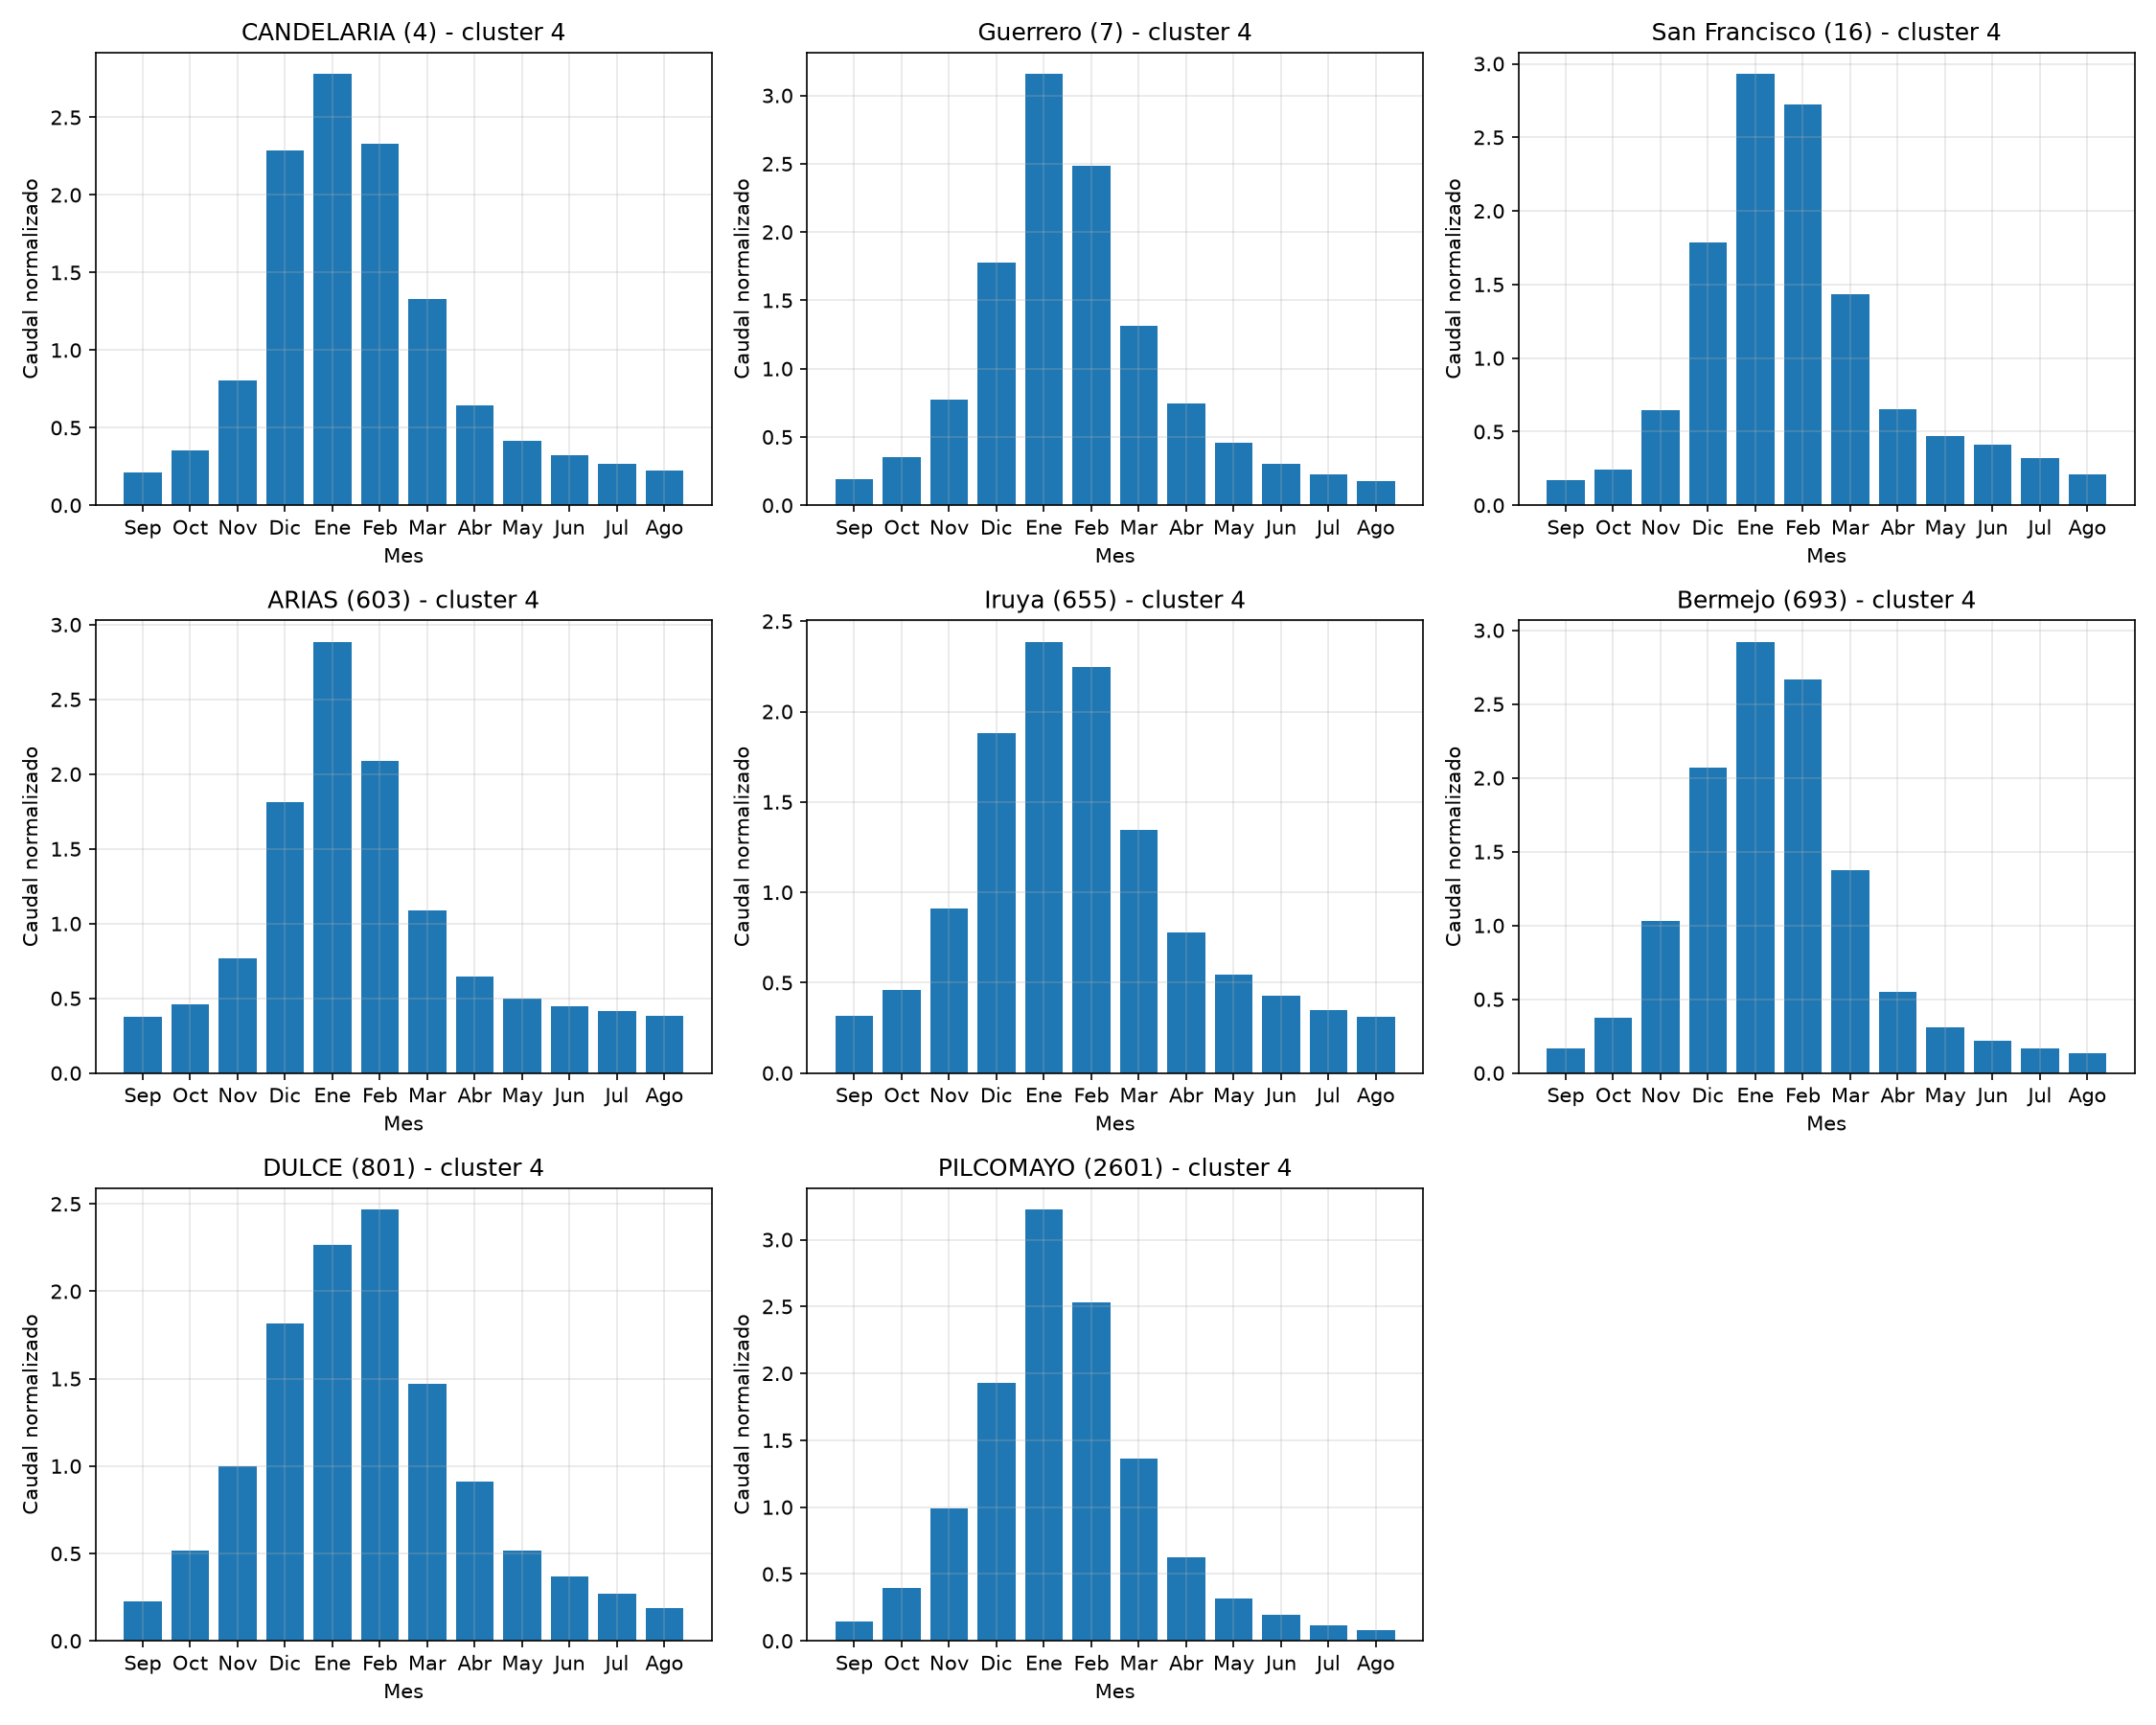 CANDELARIA (4) - cluster 4
Caudal normalizado
2.5
2.0
1.5
1.0
0.5
0.0
Sep Oct Nov Dic Ene Feb Mar Abr May Jun Jul Ago
Mes
Guerrero (7) - cluster 4
Caudal normalizado
3.0
2.5
2.0
1.5
1.0
0.5
0.0
Sep Oct Nov Dic Ene Feb Mar Abr May Jun Jul Ago
Mes
San Francisco (16) - cluster 4
Caudal normalizado
3.0
2.5
2.0
1.5
1.0
0.5
0.0
Sep Oct Nov Dic Ene Feb Mar Abr May Jun Jul Ago
Mes
ARIAS (603) - cluster 4
Caudal normalizado
3.0
2.5
2.0
1.5
1.0
0.5
0.0
Sep Oct Nov Dic Ene Feb Mar Abr May Jun Jul Ago
Mes
Iruya (655) - cluster 4
Caudal normalizado
2.5
2.0
1.5
1.0
0.5
0.0
Sep Oct Nov Dic Ene Feb Mar Abr May Jun Jul Ago
Mes
Bermejo (693) - cluster 4
Caudal normalizado
3.0
2.5
2.0
1.5
1.0
0.5
0.0
Sep Oct Nov Dic Ene Feb Mar Abr May Jun Jul Ago
Mes
DULCE (801) - cluster 4
Caudal normalizado
2.5
2.0
1.5
1.0
0.5
0.0
Sep Oct Nov Dic Ene Feb Mar Abr May Jun Jul Ago
Mes
PILCOMAYO (2601) - cluster 4
Caudal normalizado
3.0
2.5
2.0
1.5
1.0
0.5
0.0
Sep Oct Nov Dic Ene Feb Mar Abr May Jun Jul Ago
Mes